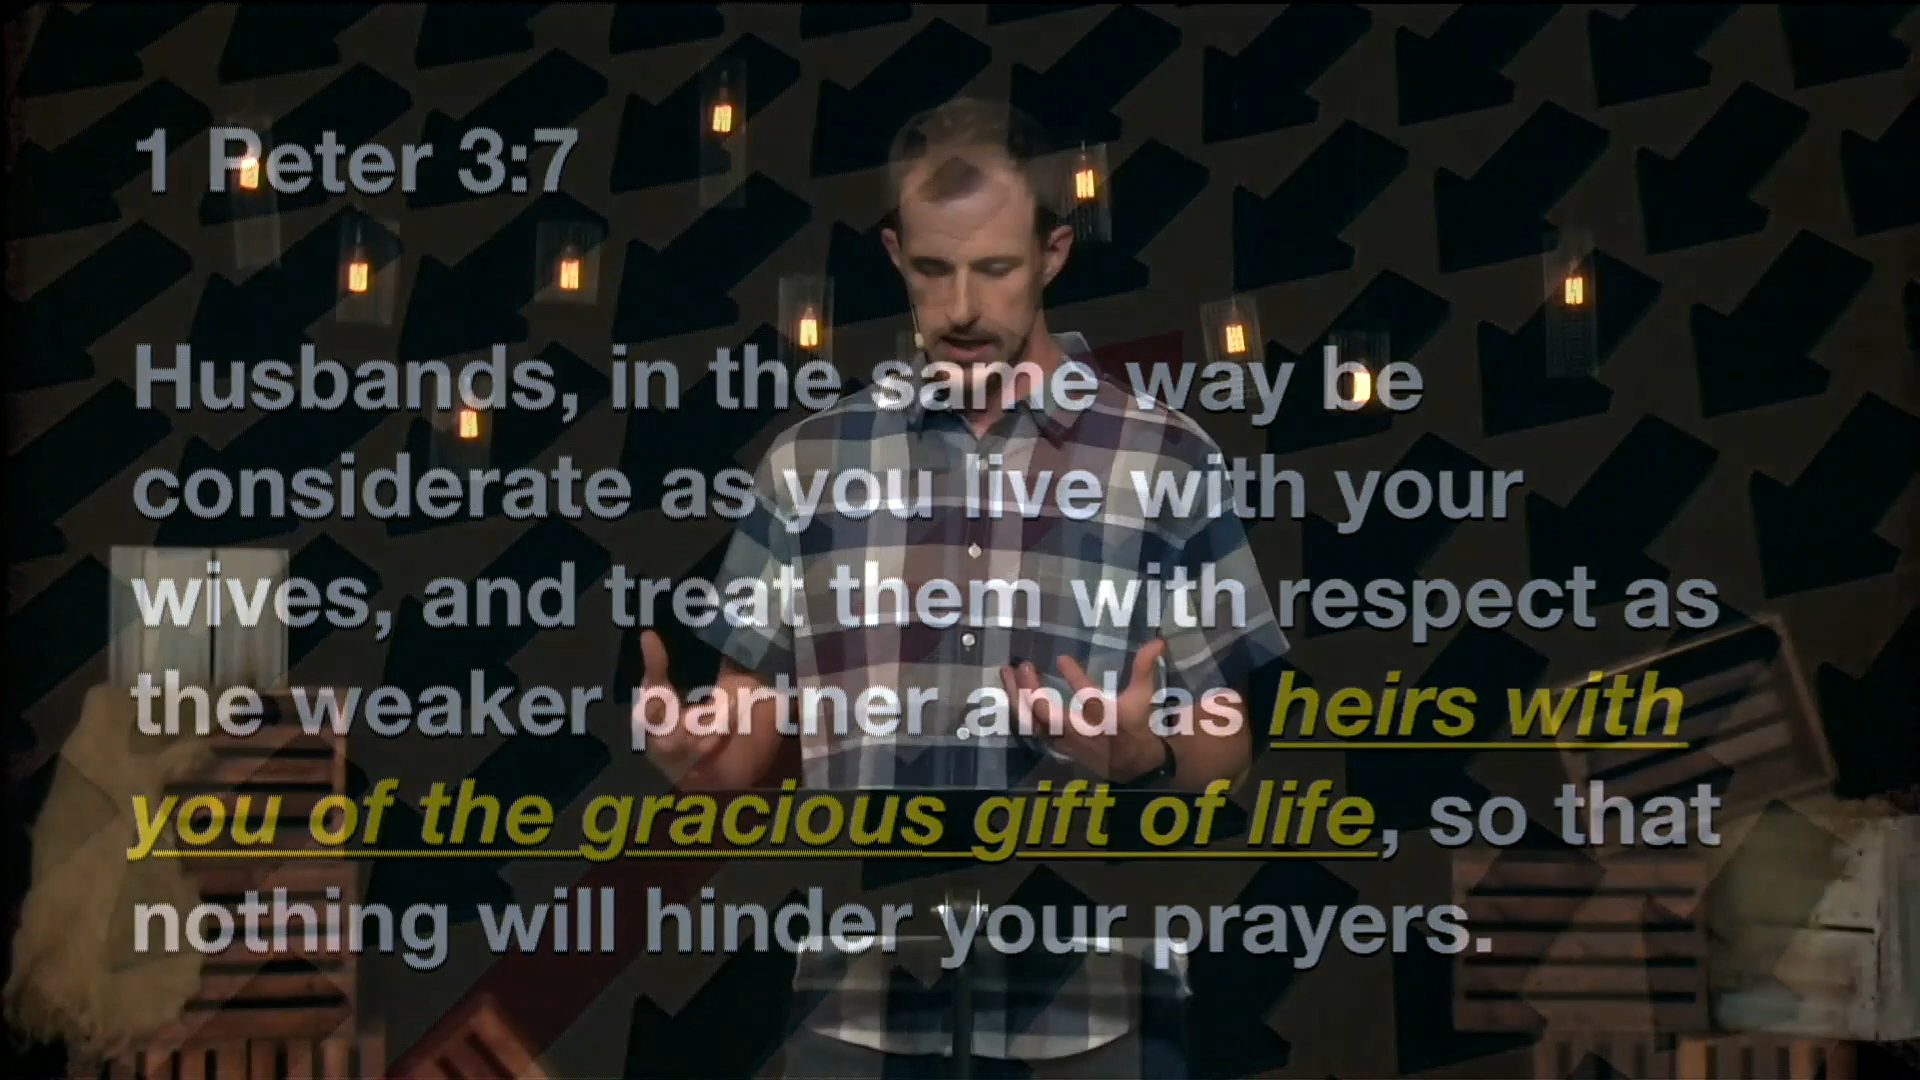 1 Peter 3:7
Husbands, in the same way be
considerate as you live with your
wives, and treat them with respect as
the weaker partner and as heirs with
you of the gracious gift of life, so that
nothing will hinder your prayers.